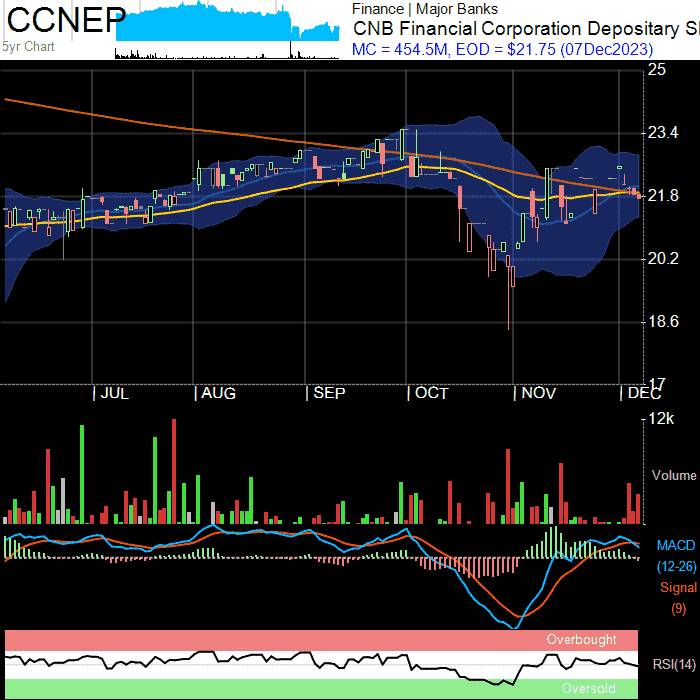 CCNEP
5yr Chart
Finance | Major Banks
CNB Financial Corporation Depositary S
MC = 454.5M, EOD = $21.75 (07Dec2023)
25
23.4
21.8
20.2
18.6
17
JUL
AUG
SEP
OCT
NOV
DEC
12k
Volume
MACD
(12-26)
Signal
(9)
Overbought
RSI(14)
Oversold